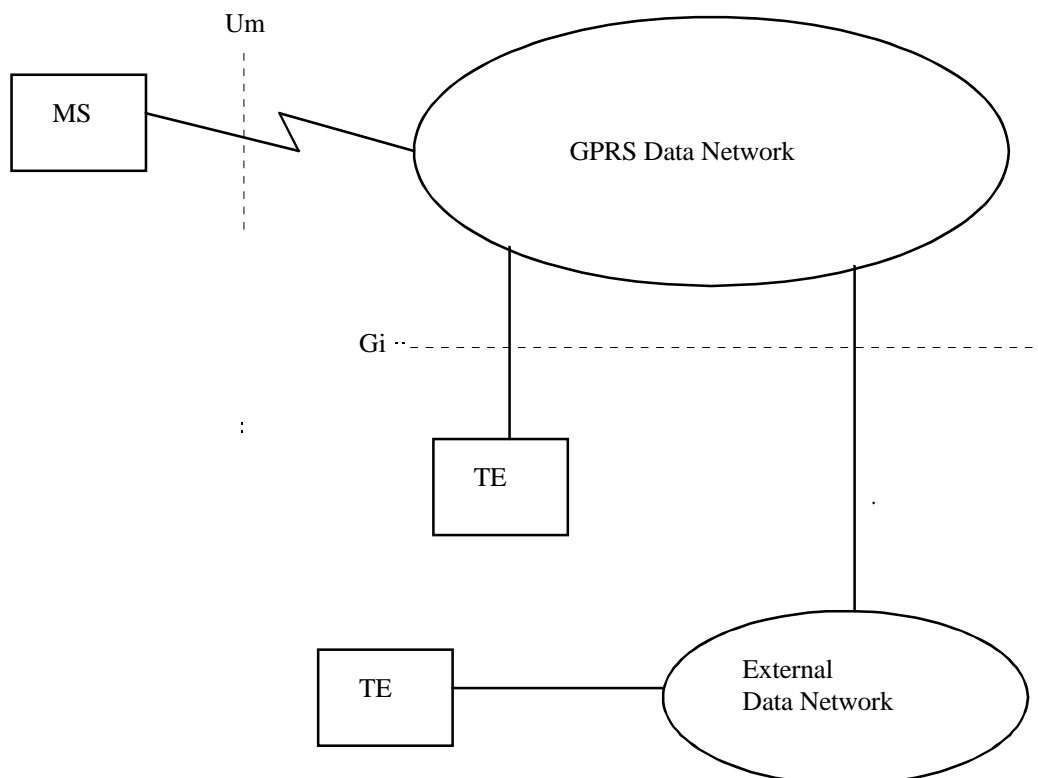 Um
MS
GPRS Data Network
Gi
TE
TE
External
Data Network